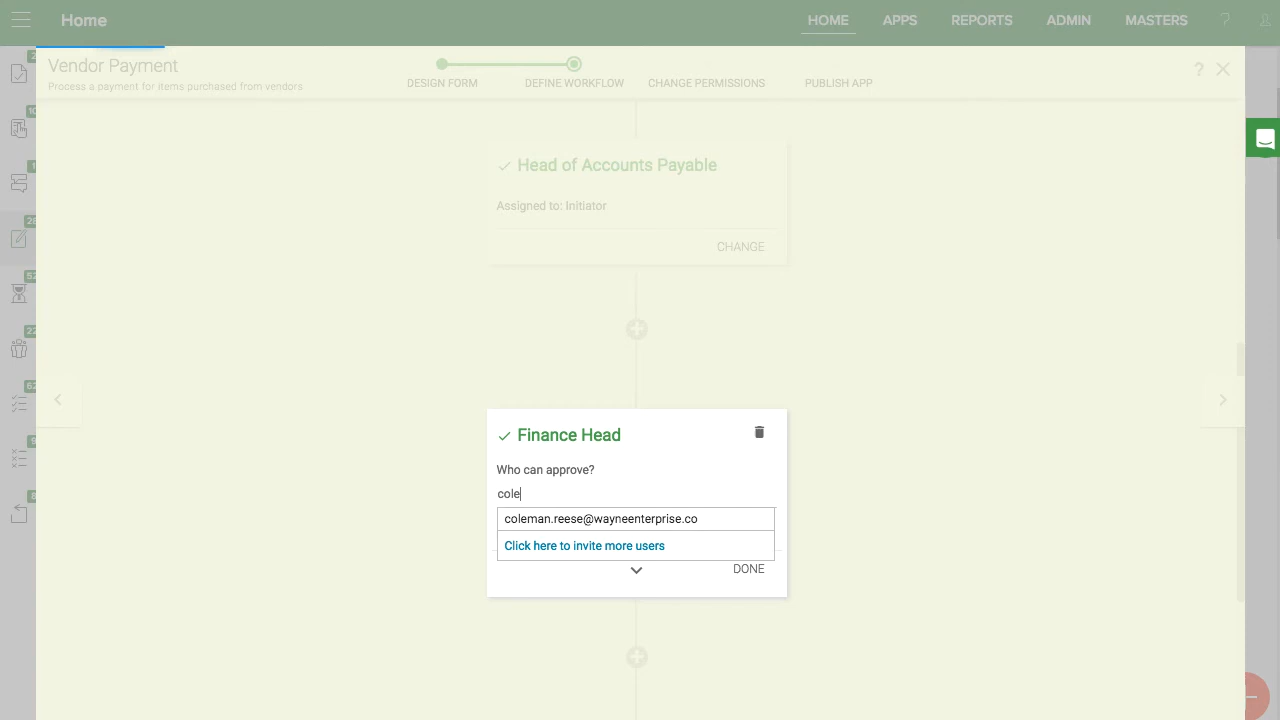 Home
HOME
APPS
REPORTS
ADMIN
MASTERS
?
Vendor Payment
Process a payment for items purchased from vendors
DESIGN FORM
DEFINE WORKFLOW
CHANGE PERMISSIONS
PUBLISH APP
?
Head of Accounts Payable
Assigned to: Initiator
CHANGE
Finance Head
Who can approve?
cole
coleman.reese@wayneenterprise.co
Click here to invite more users
DONE